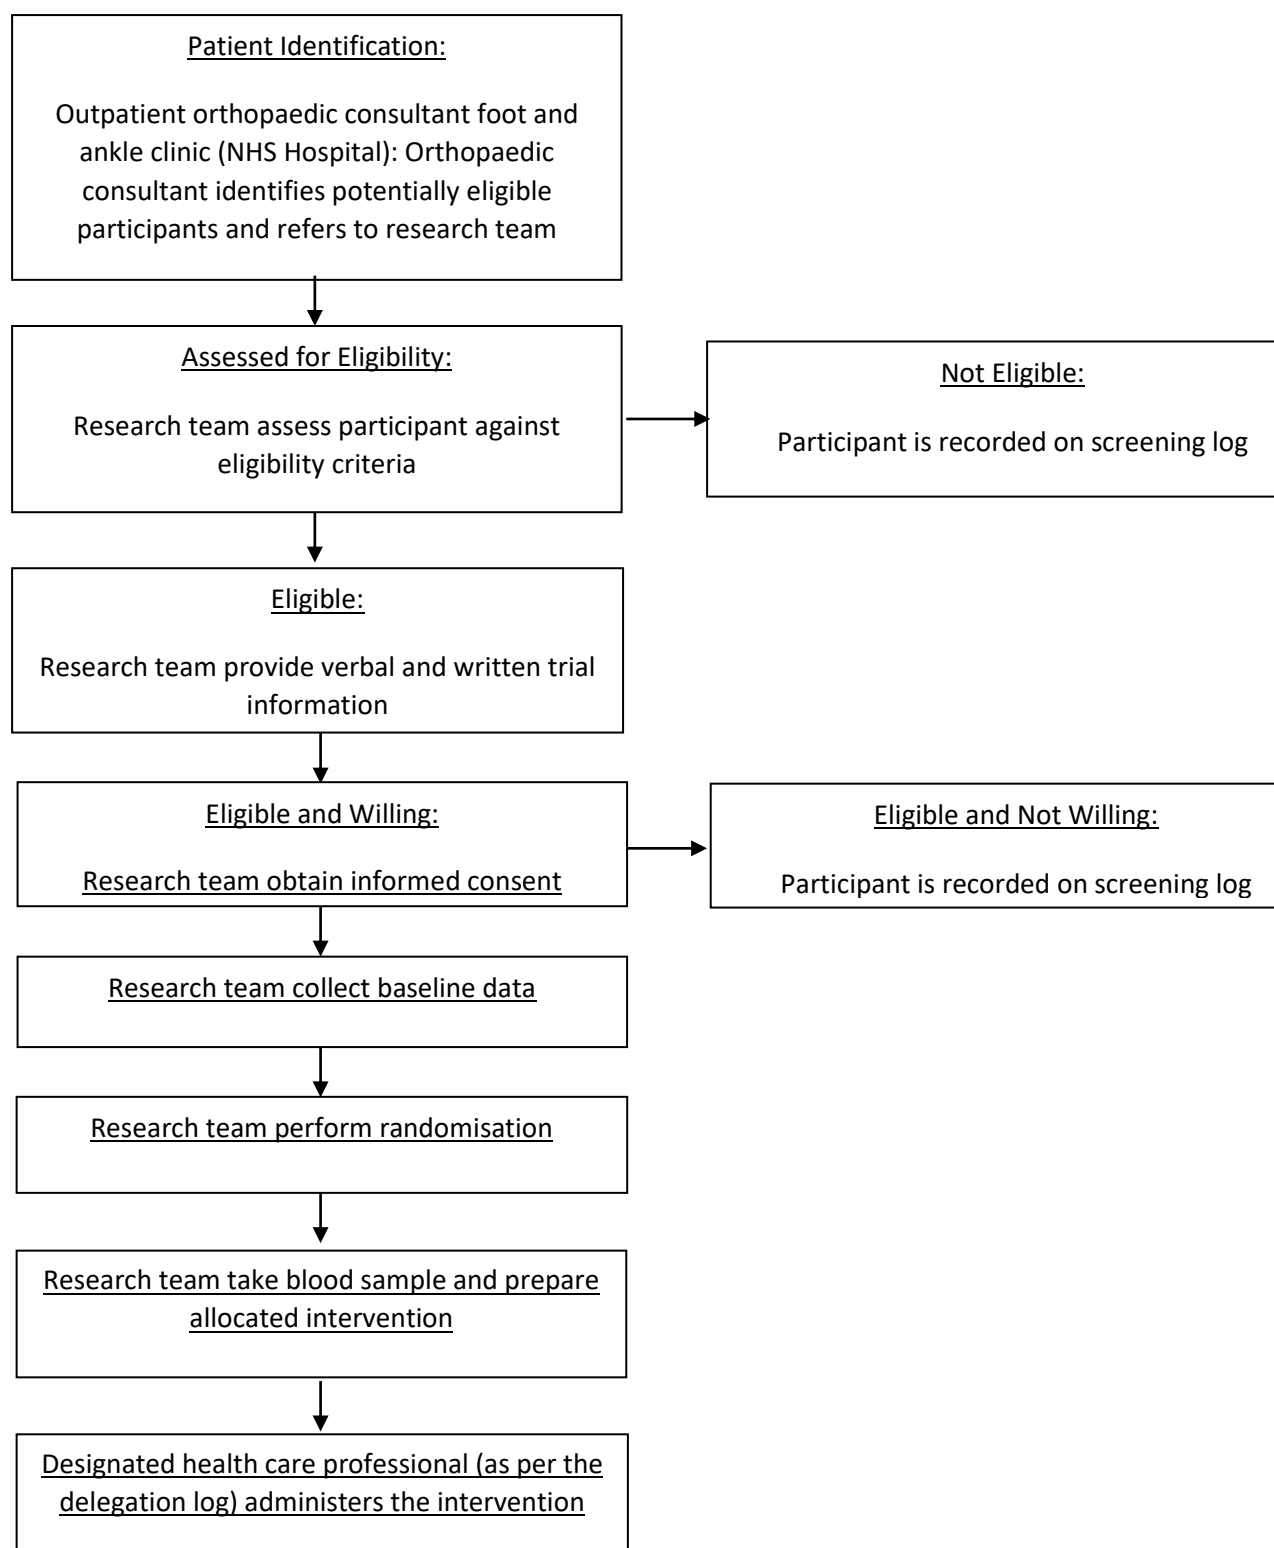 Patient Identification:
Outpatient orthopaedic consultant foot and
ankle clinic (NHS Hospital): Orthopaedic
consultant identifies potentially eligible
participants and refers to research team
Assessed for Eligibility:
Research team assess participant against
eligibility criteria
Not Eligible:
Participant is recorded on screening log
Eligible:
Research team provide verbal and written trial
information
Eligible and Willing:
Research team obtain informed consent
Eligible and Not Willing:
Participant is recorded on screening log
Research team collect baseline data
Research team perform randomisation
Research team take blood sample and prepare
allocated intervention
Designated health care professional (as per the
delegation log) administers the intervention